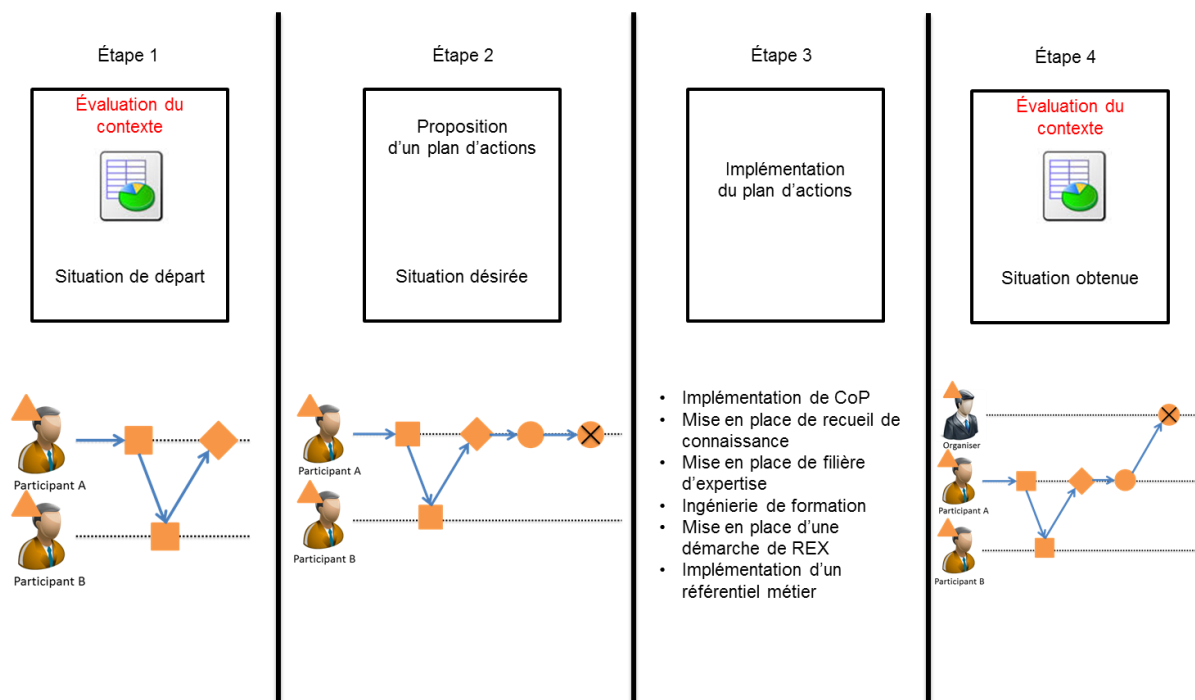 Étape 1
Évaluation du
contexte
Situation de départ
Participant A
Participant B
Étape 2
Proposition
d’un plan d’actions
Situation désirée
Participant A
Participant B
Étape 3
Implémentation
du plan d’actions
• Implémentation de CoP
• Mise en place de recueil de
connaissance
• Mise en place de filière
d’expertise
• Ingénierie de formation
• Mise en place d’une
démarche de REX
• Implémentation d’un
référentiel métier
Étape 4
Évaluation du
contexte
Situation obtenue
Organiser
Participant A
Participant B